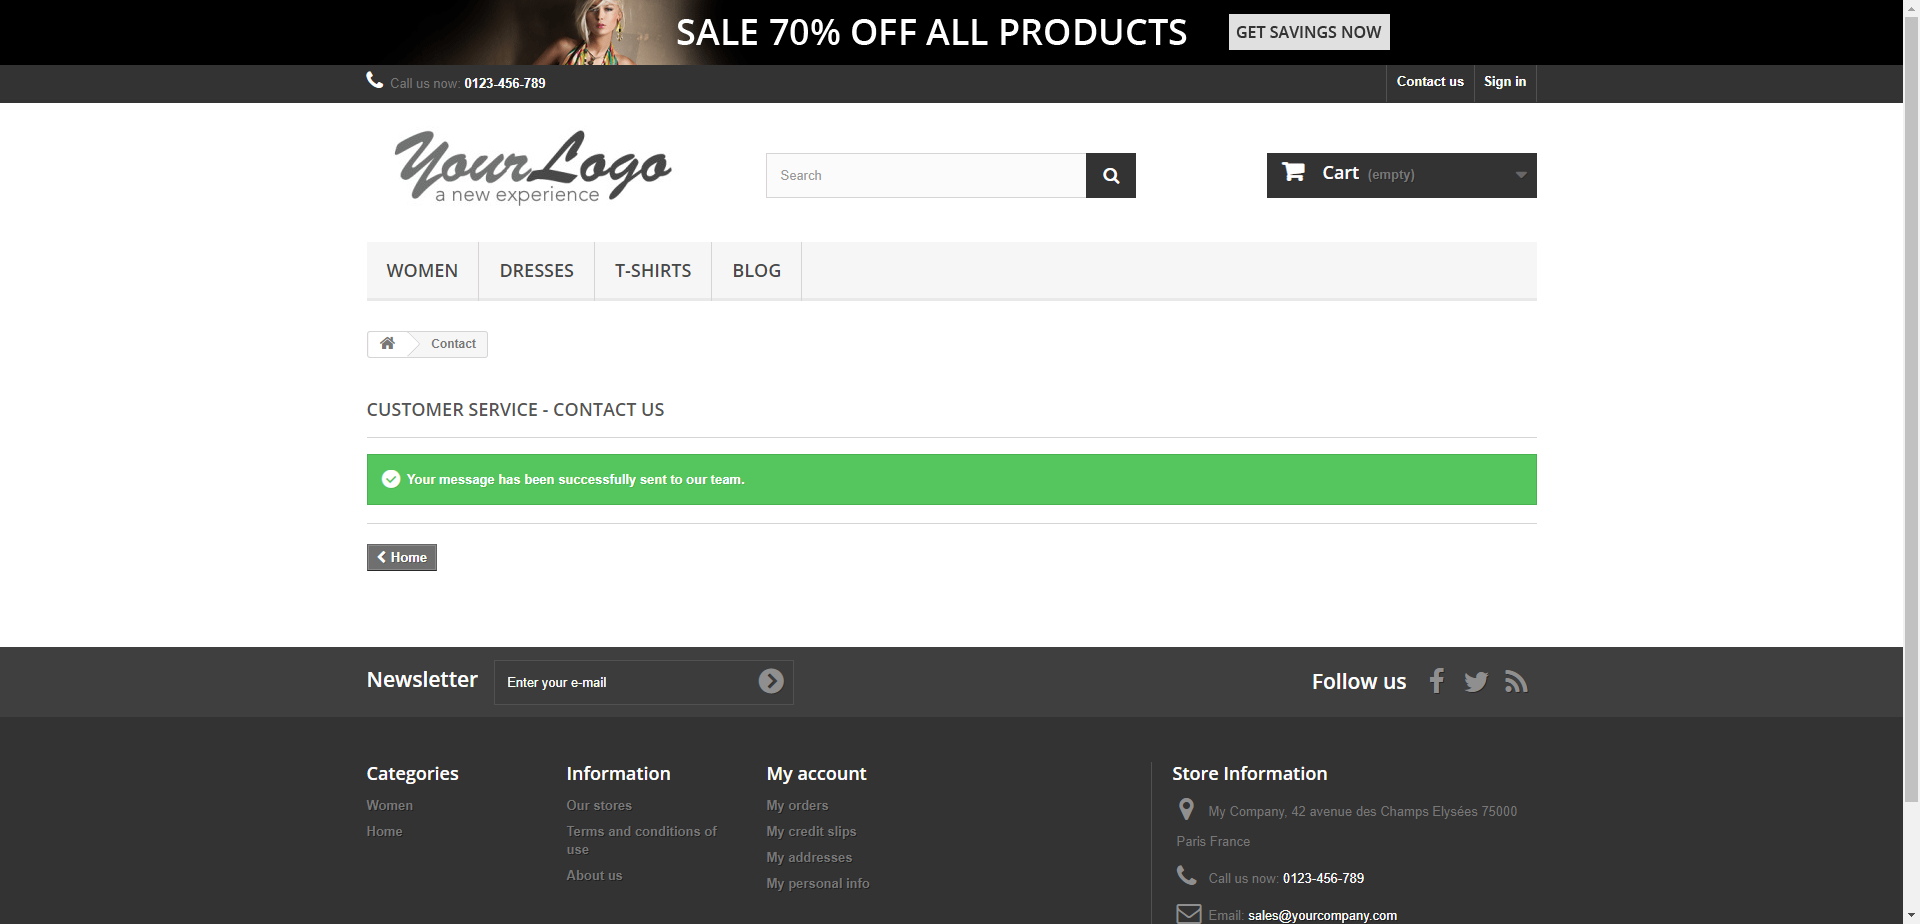 SALE 70% OFF ALL PRODUCTS
GET SAVINGS NOW
Call us now: 0123-456-789
Contact us
Sign in
YourLogo
a new experience
Search
Cart (empty)
WOMEN
DRESSES
T-SHIRTS
BLOG
Contact
CUSTOMER SERVICE - CONTACT US
Your message has been successfully sent to our team.
Home
Newsletter
Enter your e-mail
Follow us
Categories
Women
Home
Information
Our stores
Terms and conditions of
use
About us
My account
My orders
My credit slips
My addresses
My personal info
Store Information
My Company, 42 avenue des Champs Elysées 75000
Paris France
Call us now: 0123-456-789
Email: sales@yourcompany.com